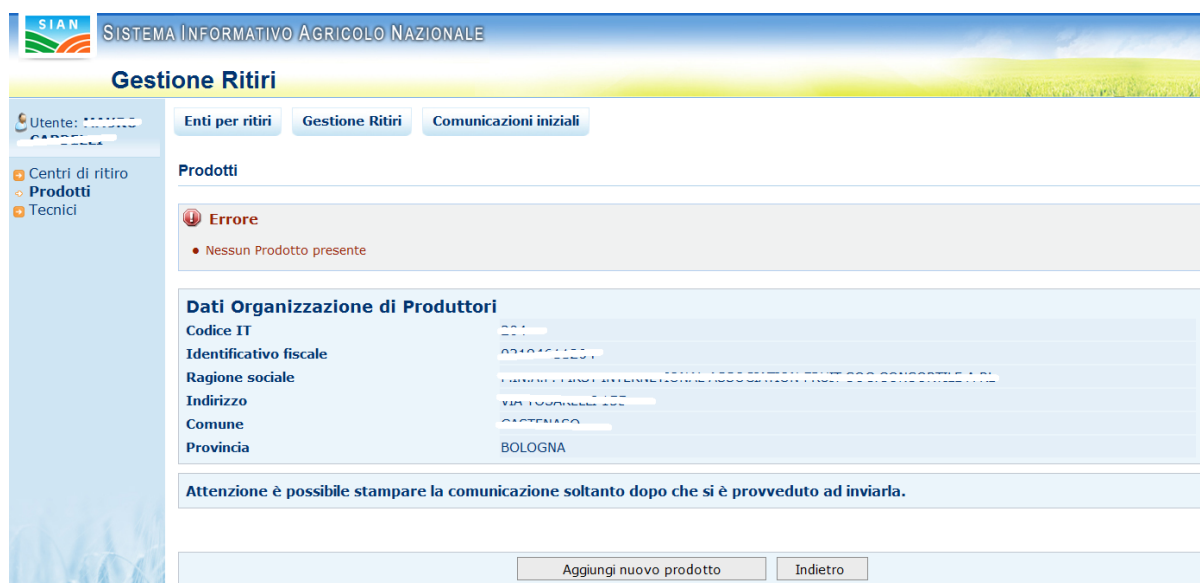 SIAN
SISTEMA INFORMATIVO AGRICOLO NAZIONALE
Gestione Ritiri
Utente:
Enti per ritiri
Gestione Ritiri
Comunicazioni iniziali
Centri di ritiro
Prodotti
Tecnici
Prodotti
Errore
Nessun Prodotto presente
Dati Organizzazione di Produttori
Codice IT
Identificativo fiscale
Ragione sociale
Indirizzo
Comune
Provincia BOLOGNA
Attenzione è possibile stampare la comunicazione soltanto dopo che si è provveduto ad inviarla.
Aggiungi nuovo prodotto
Indietro